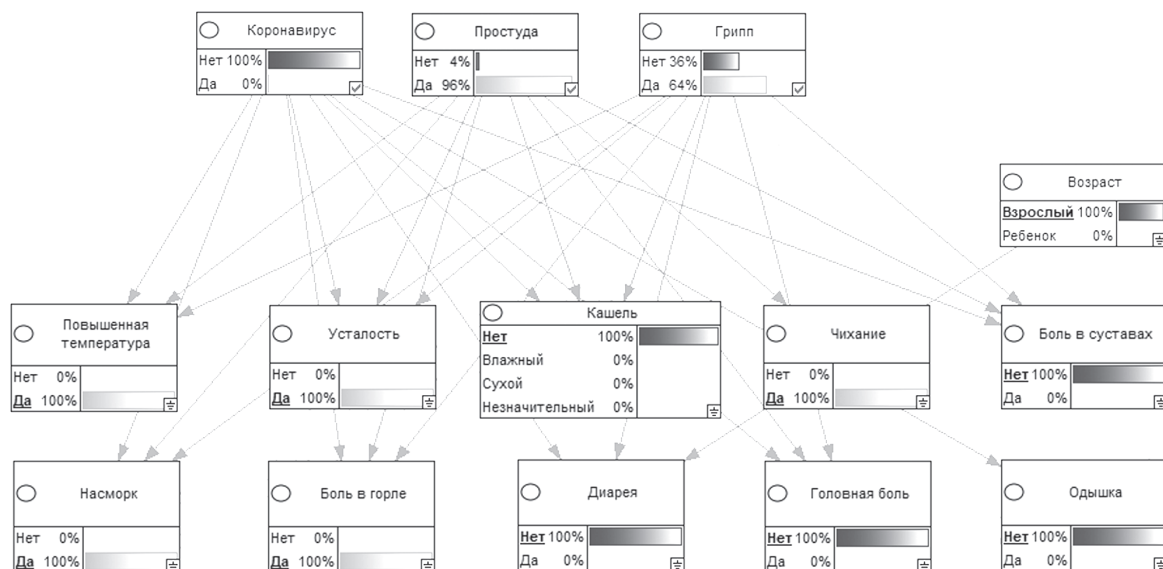 Коронавирус
Нет 100%
Да 0%
Простуда
Нет 4%
Да 96%
Грипп
Нет 36%
Да 64%
Возраст
Взрослый 100%
Ребенок 0%
Повышенная
температура
Нет 0%
Да 100%
Усталость
Нет 0%
Да 100%
Кашель
Нет 100%
Влажный 0%
Сухой 0%
Незначительный 0%
Чихание
Нет 0%
Да 100%
Боль в суставах
Нет 100%
Да 0%
Насморк
Нет 0%
Да 100%
Боль в горле
Нет 0%
Да 100%
Диарея
Нет 100%
Да 0%
Головная боль
Нет 100%
Да 0%
Одышка
Нет 100%
Да 0%